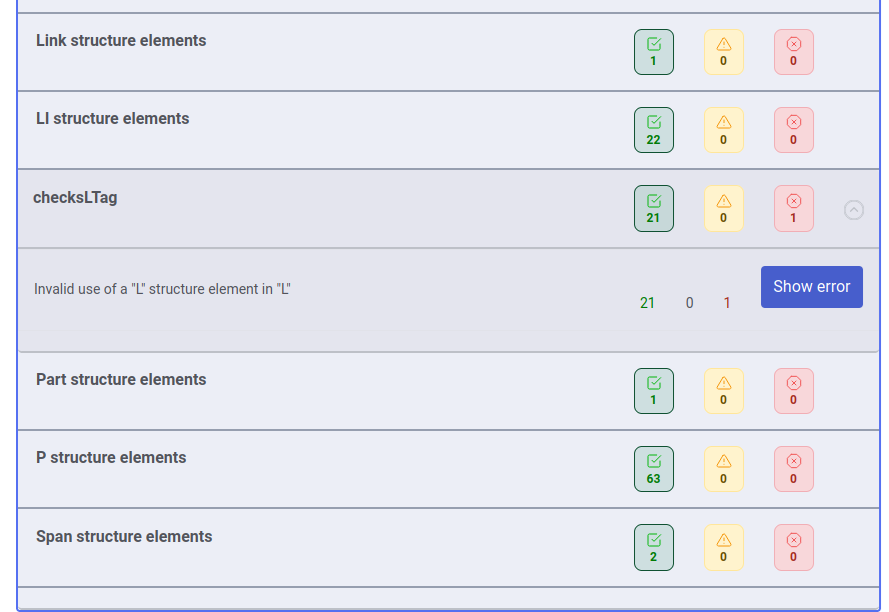 Link structure elements
1 0 0
LI structure elements
22 0 0
checksLTag
21 0 1
Invalid use of a "L" structure element in "L"
21 0 1
Show error
Part structure elements
1 0 0
P structure elements
63 0 0
Span structure elements
2 0 0